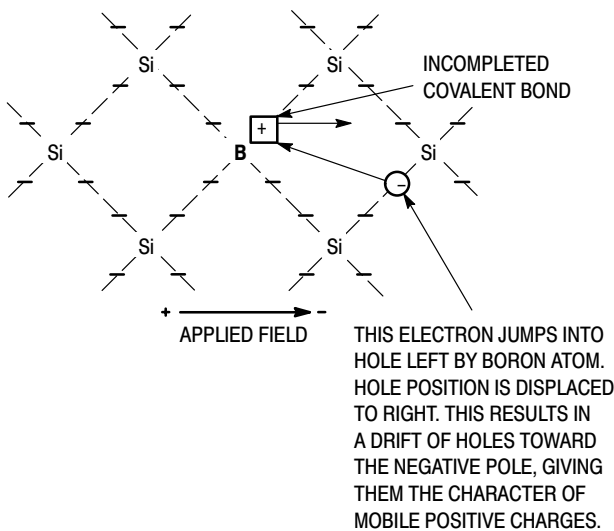 Si
Si
INCOMPLETED
COVALENT BOND
+
Si
B
Si
–
Si
Si
+ –
APPLIED FIELD
THIS ELECTRON JUMPS INTO
HOLE LEFT BY BORON ATOM.
HOLE POSITION IS DISPLACED
TO RIGHT. THIS RESULTS IN
A DRIFT OF HOLES TOWARD
THE NEGATIVE POLE, GIVING
THEM THE CHARACTER OF
MOBILE POSITIVE CHARGES.